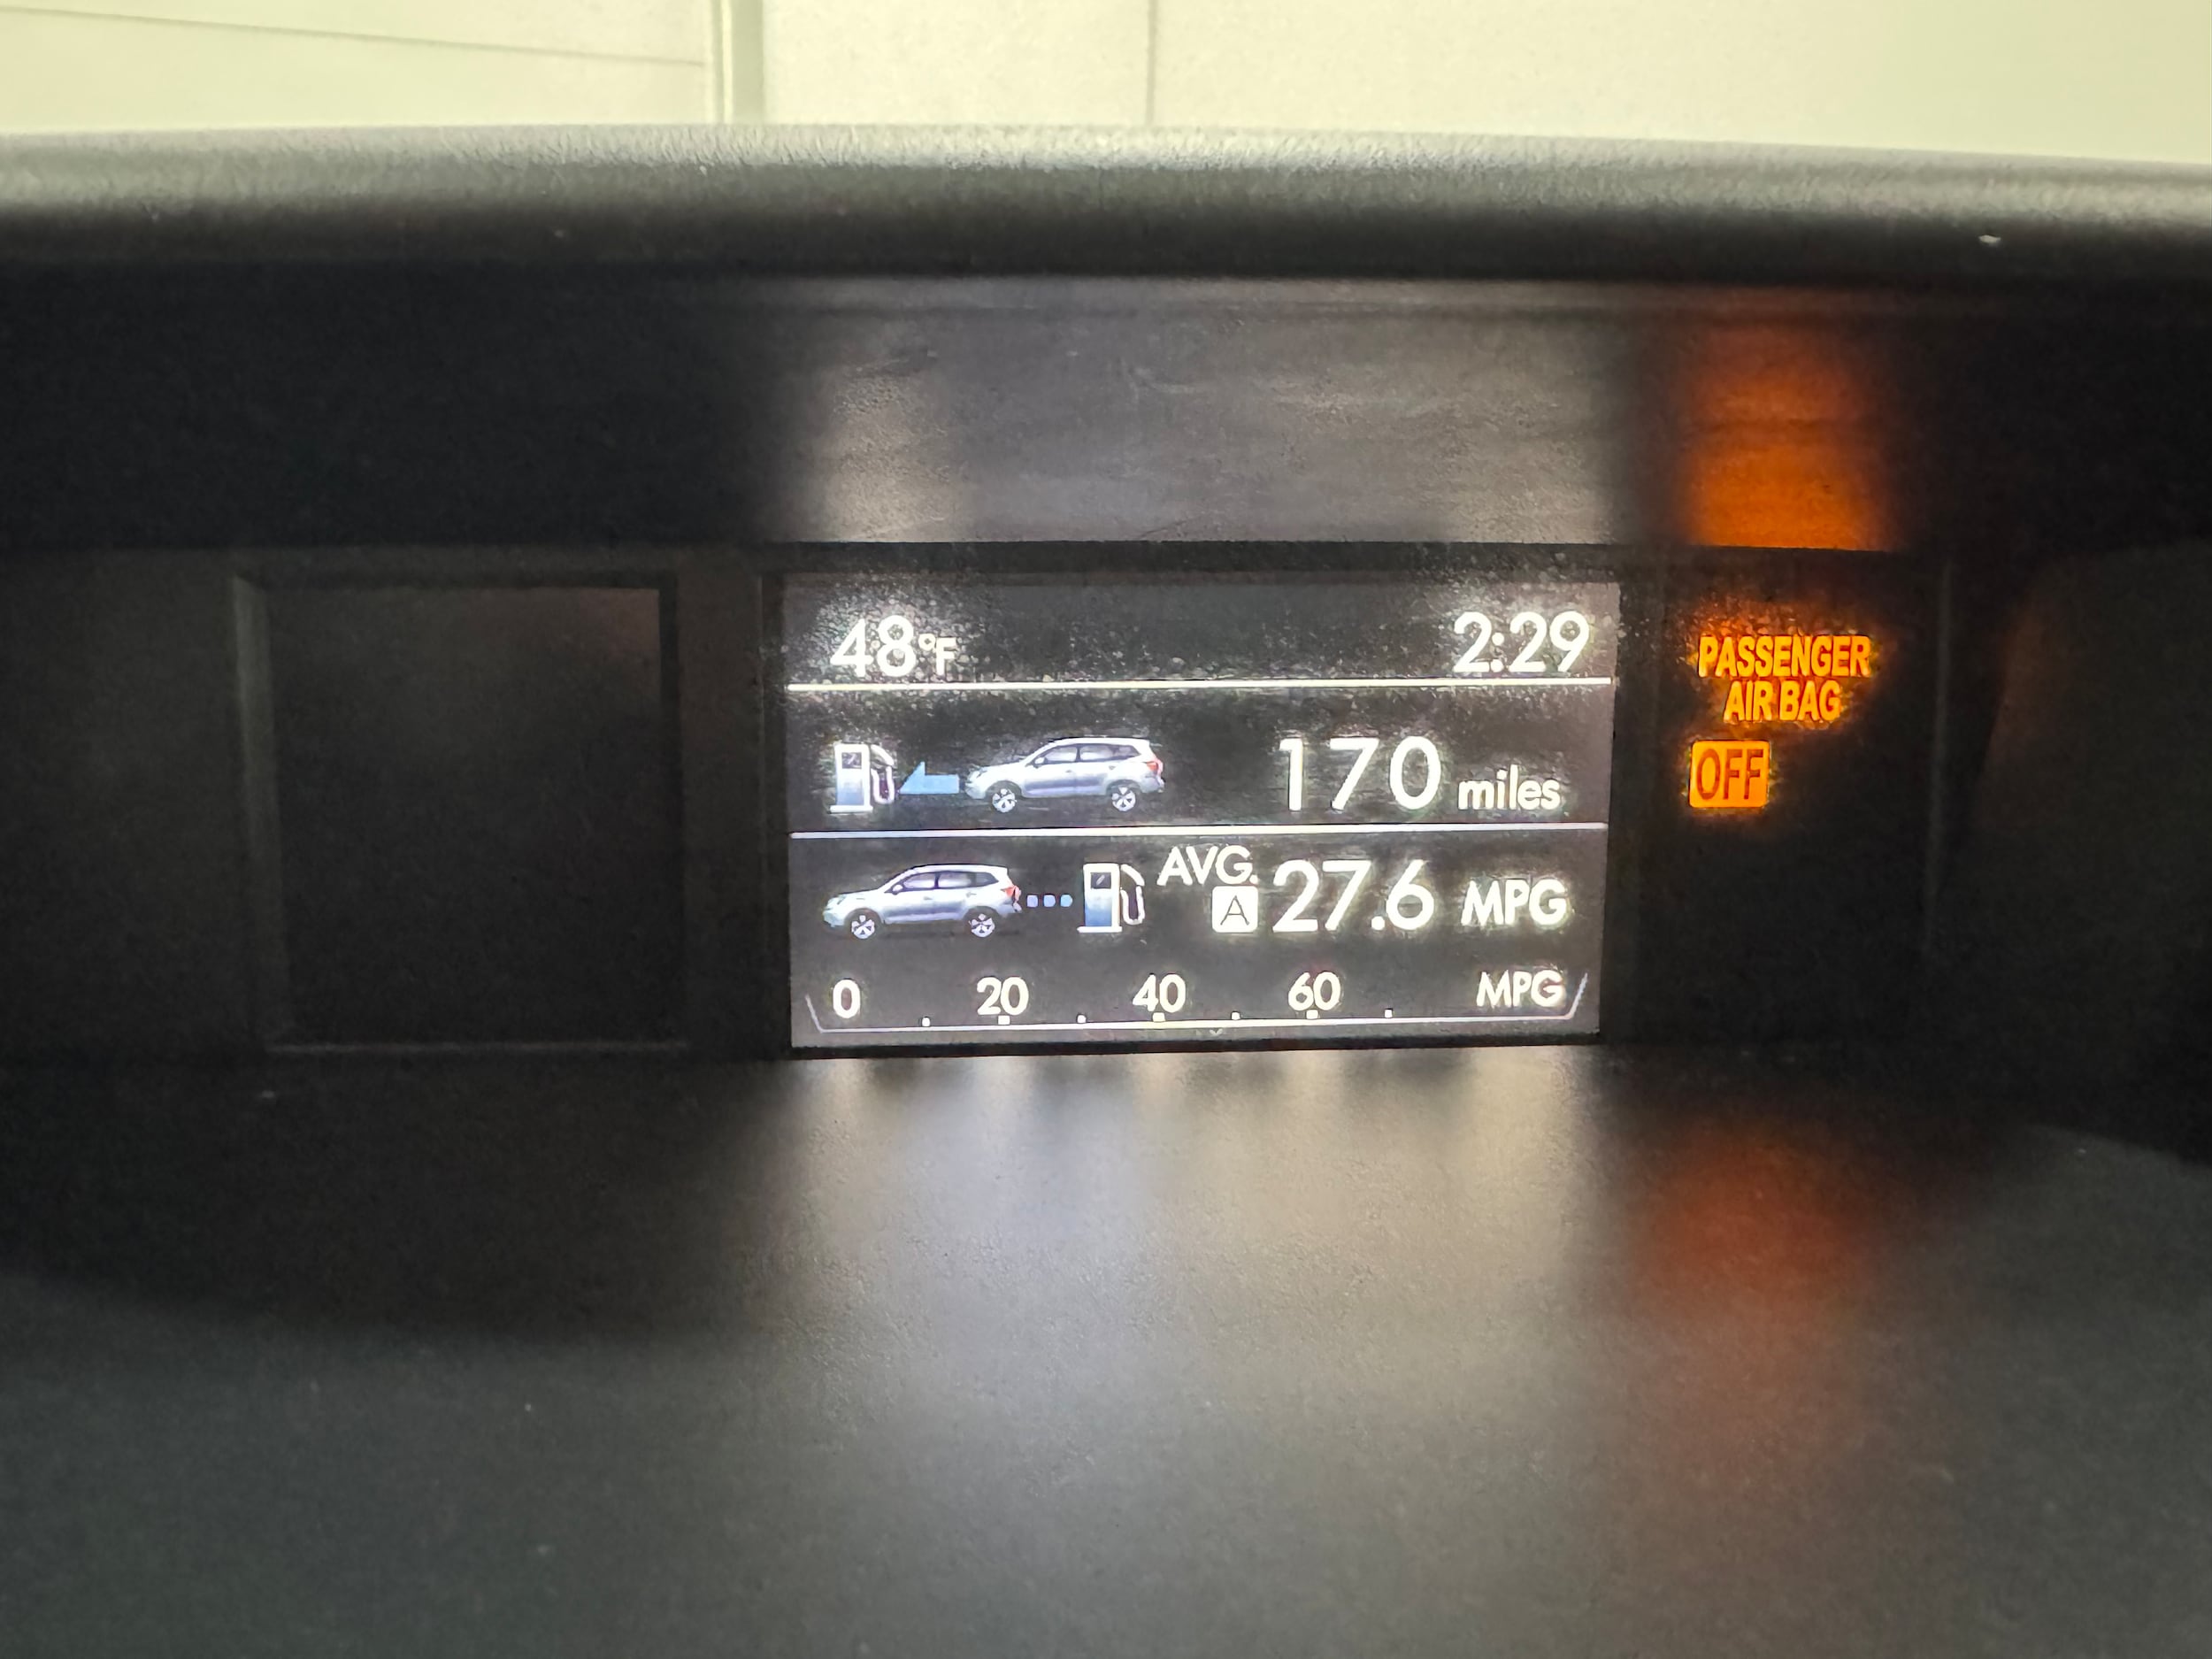 48°F 2:29
170 miles
AVG.
A 27.6 MPG
0 20 40 60 MPG
PASSENGER
AIR BAG
OFF